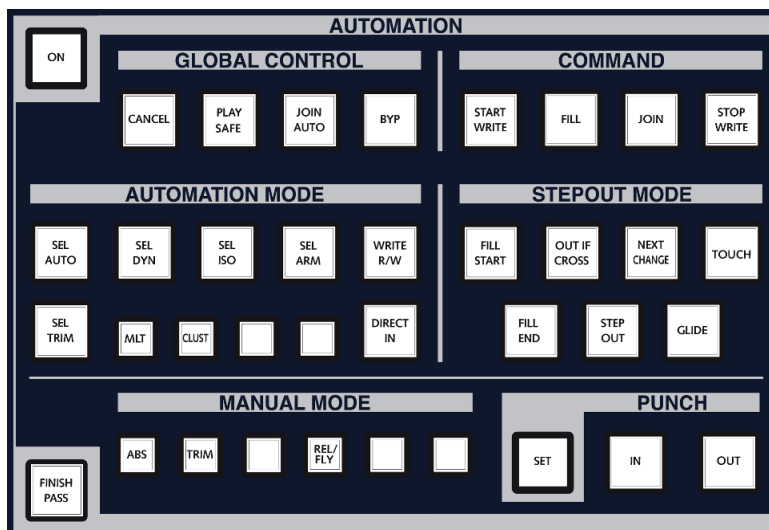 AUTOMATION
ON
GLOBAL CONTROL
COMMAND
CANCEL
PLAY
SAFE
JOIN
AUTO
BYP
START
WRITE
FILL
JOIN
STOP
WRITE
AUTOMATION MODE
STEPOUT MODE
SEL
AUTO
SEL
DYN
SEL
ISO
SEL
ARM
WRITE
R/W
FILL
START
OUT IF
CROSS
NEXT
CHANGE
TOUCH
SEL
TRIM
MLT
CLUST
DIRECT
IN
FILL
END
STEP
OUT
GLIDE
MANUAL MODE
PUNCH
ABS
TRIM
REL/
FLY
SET
IN
OUT
FINISH
PASS